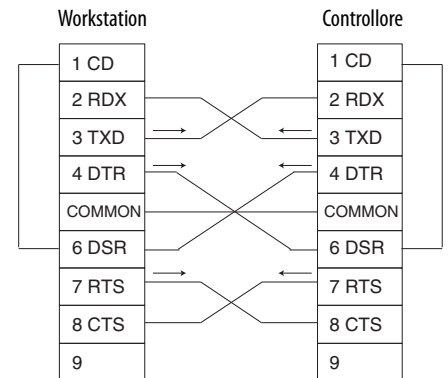 Workstation
Controllore
1 CD
1 CD
2 RDX
2 RDX
3 TXD
3 TXD
4 DTR
4 DTR
COMMON
COMMON
6 DSR
6 DSR
7 RTS
7 RTS
8 CTS
8 CTS
9
9